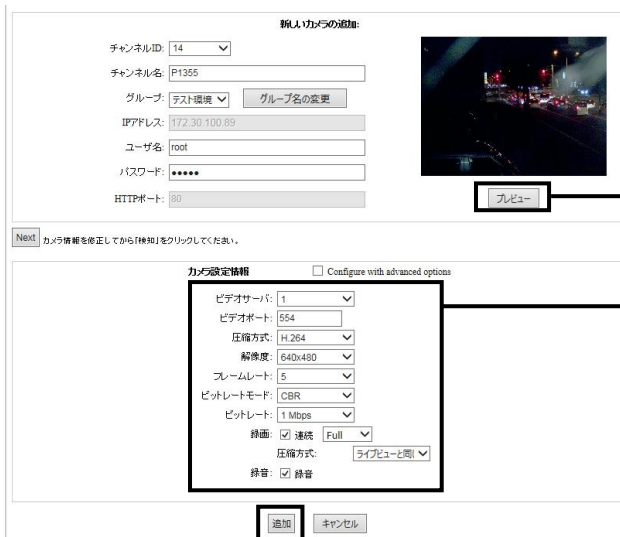 新しいカメラの追加:
チャンネルID: 14
チャンネル名: P1355
グループ: テスト環境 グループ名の変更
IPアドレス: 172.30.100.89
ユーザ名: root
パスワード: •••••
HTTPポート: 80
プレビュー
Next カメラ情報を修正してから「検知」をクリックしてください。
カメラ設定情報 Configure with advanced options
ビデオサーバ: 1
ビデオポート: 554
圧縮方式: H.264
解像度: 640x480
フレームレート: 5
ビットレートモード: CBR
ビットレート: 1 Mbps
録画: 連続 Full
圧縮方式: ライブビューと同じ
録音: 録音
追加 キャンセル